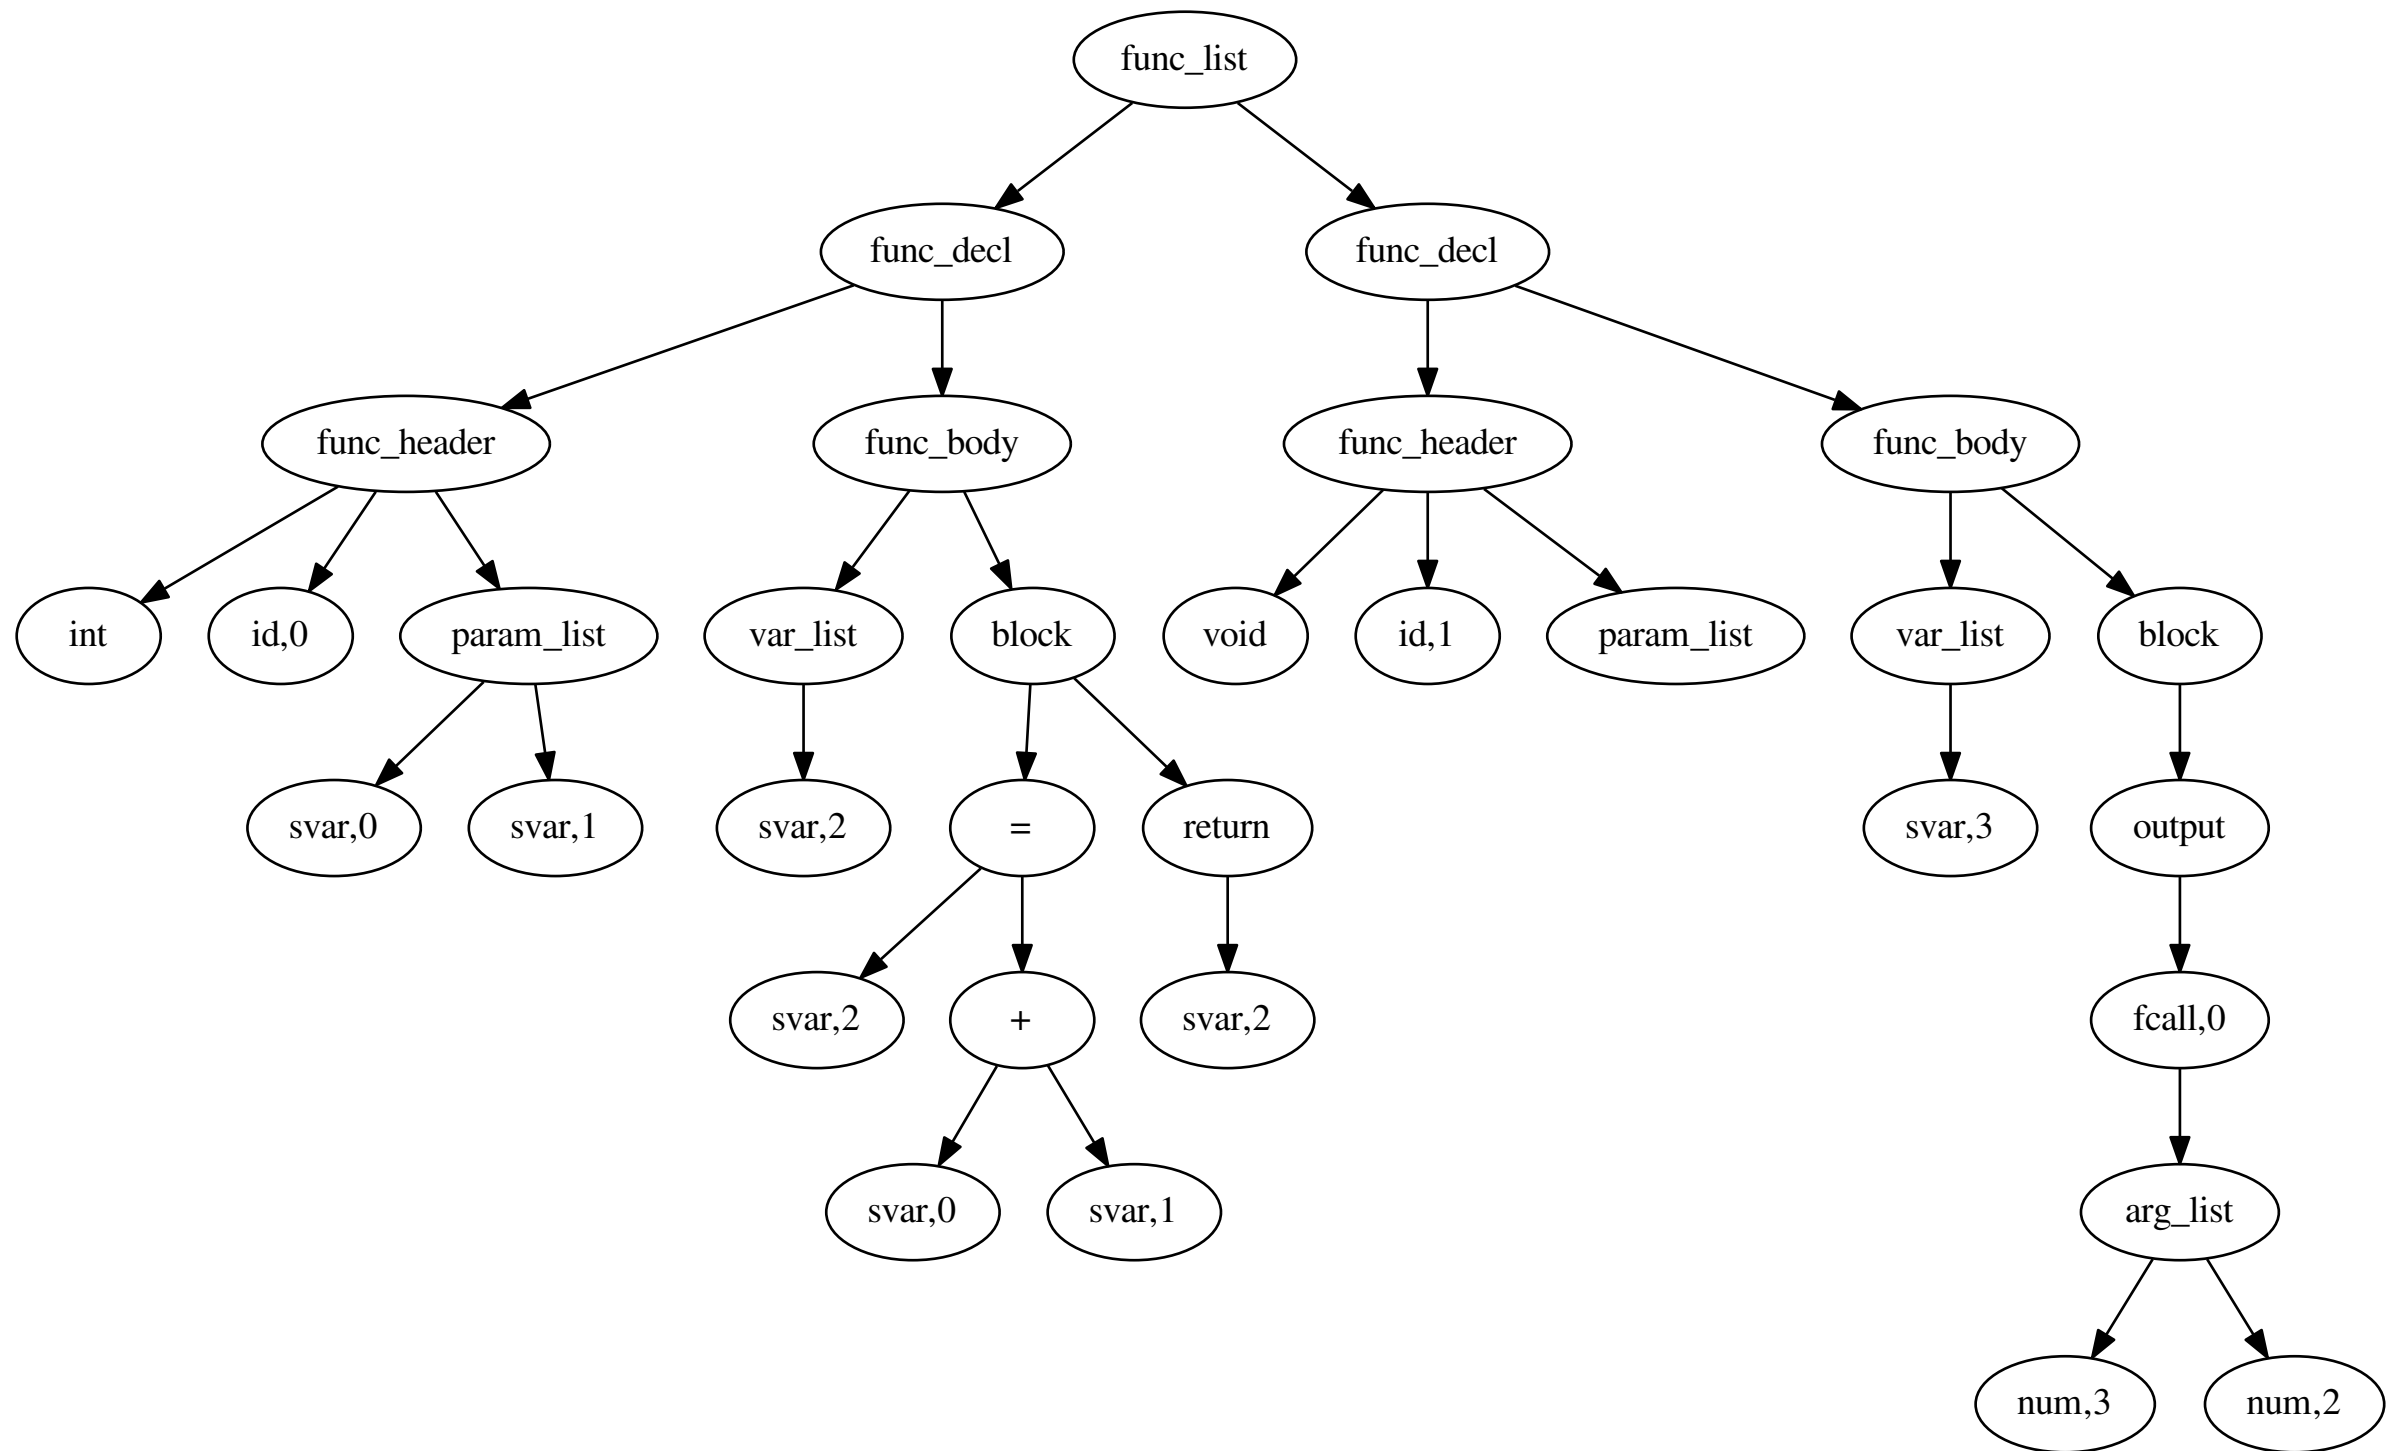 func_list
func_decl
func_decl
func_header
func_body
func_header
func_body
int
id,0
param_list
var_list
block
void
id,1
param_list
var_list
block
svar,0
svar,1
svar,2
=
return
svar,3
output
svar,2
+
svar,2
fcall,0
svar,0
svar,1
arg_list
num,3
num,2